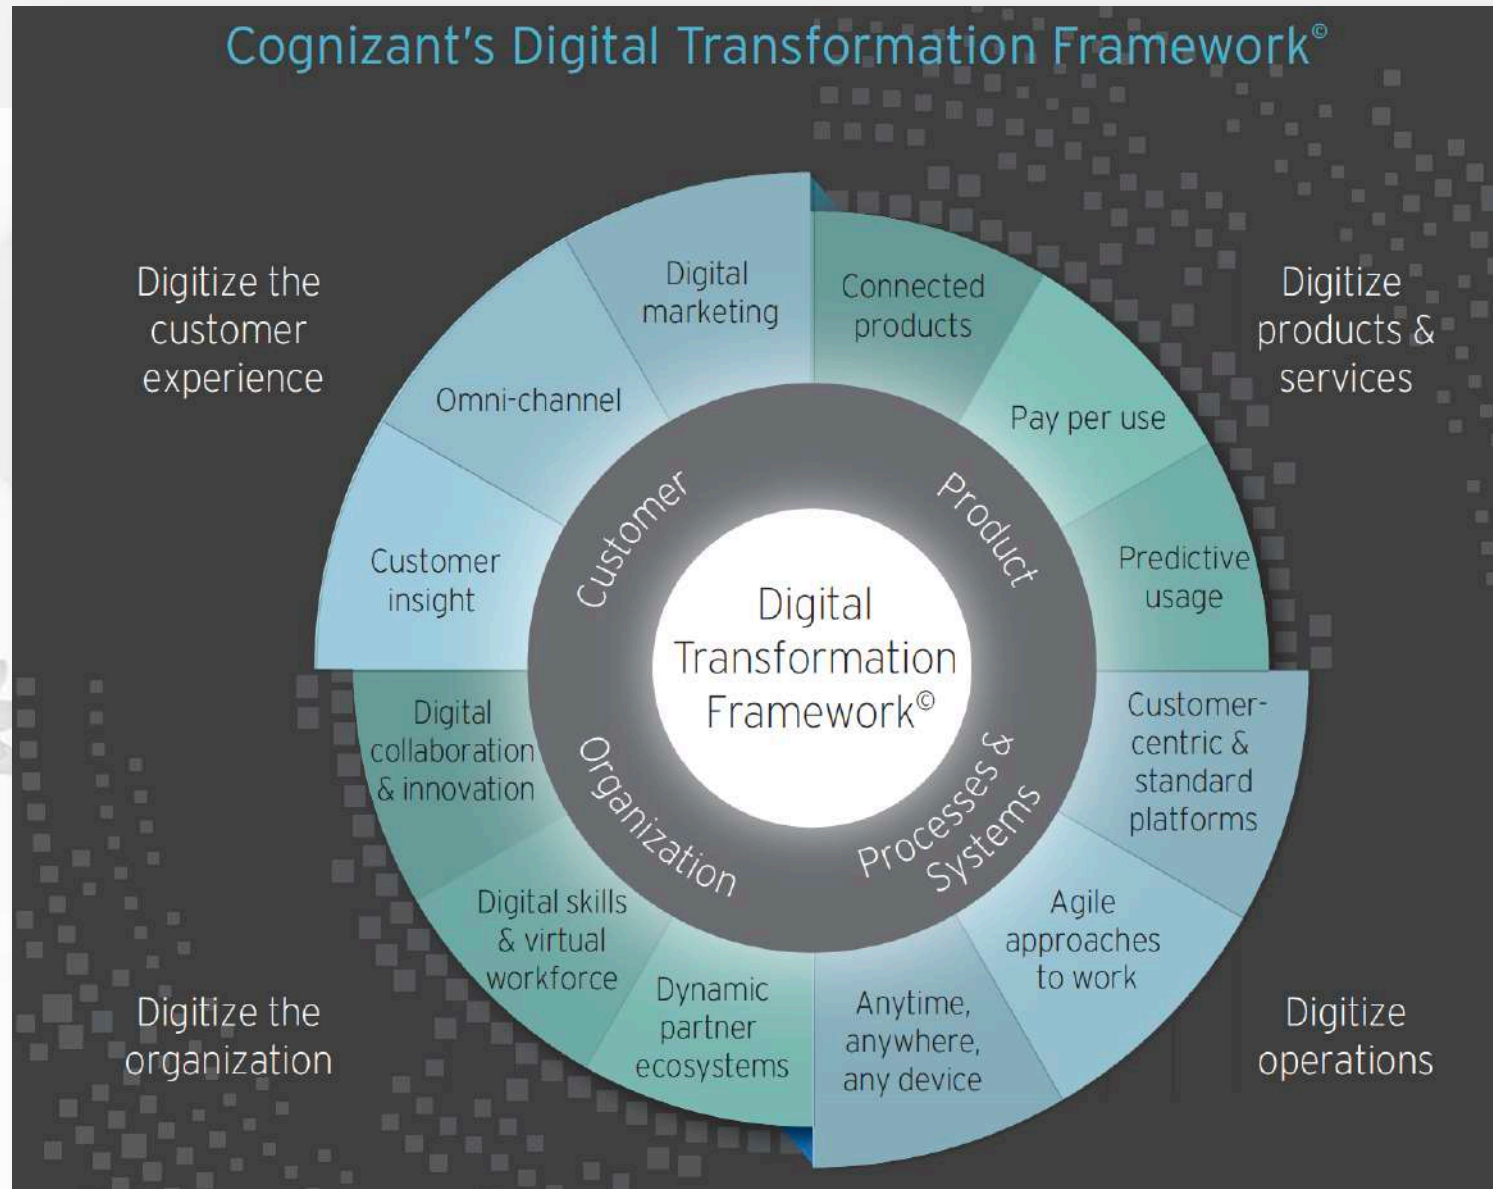 Cognizant's Digital Transformation Framework©
Digitize the
customer
experience
Digitize
products &
services
Digital
marketing
Connected
products
Omni-channel
Pay per use
Customer
insight
Predictive
usage
Customer
Product
Digital
Transformation
Framework©
Organization
Processes &
Systems
Digital
collaboration
& innovation
Customer-
centric &
standard
platforms
Digital skills
& virtual
workforce
Agile
approaches
to work
Dynamic
partner
ecosystems
Anytime,
anywhere,
any device
Digitize the
organization
Digitize
operations